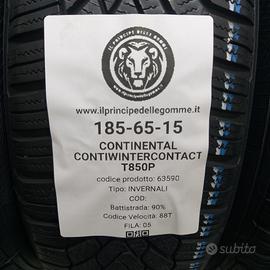 IL PRINCIPE DELLE GOMME
www.ilprincipedellegomme.it
185-65-15
CONTINENTAL
CONTIWINTERCONTACT
T850P
codice prodotto: 63590
Tipo: INVERNALI
COD:
Battistrada: 90%
Codice Velocità: 88T
FILA: 05
subito